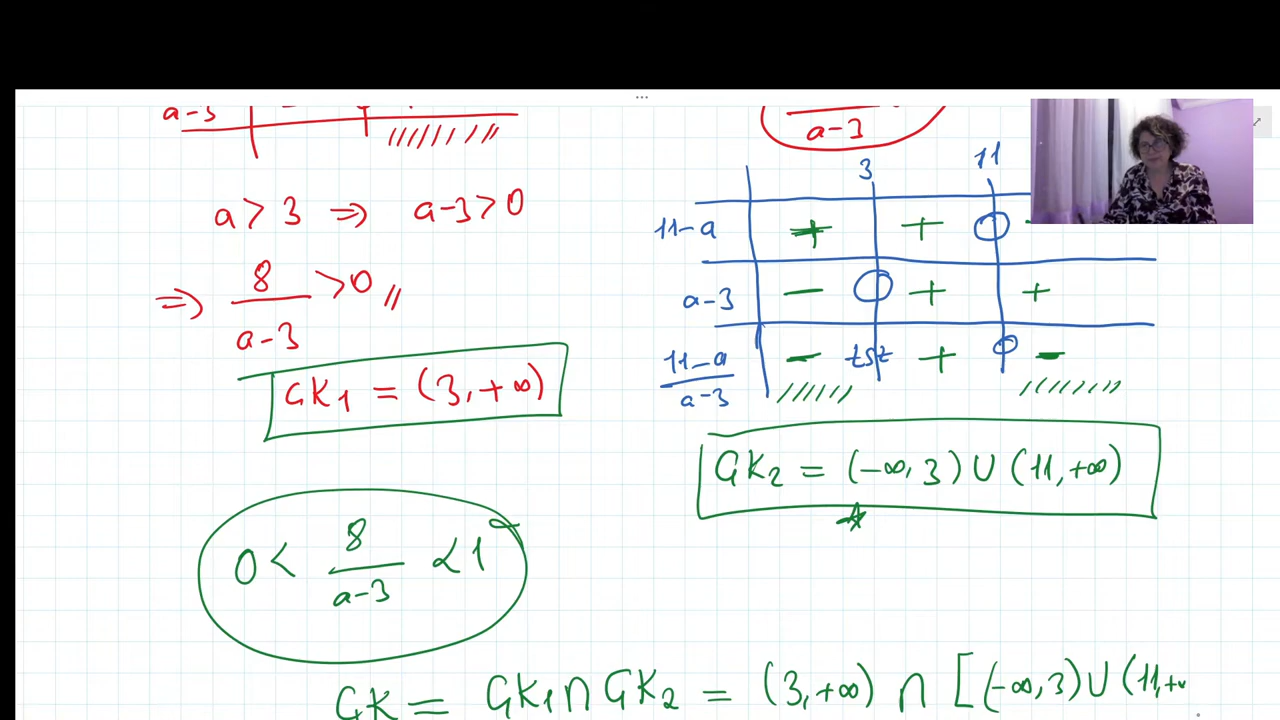 a-3
a > 3 ⇒ a-3 > 0
⇒ 8/(a-3) > 0 //
GK₁ = (3, +∞)
0 < 8/(a-3) < 1
a-3
3 11
11-a + + 0
a-3 - 0 + +
(11-a)/(a-3) - tsz + 0 -
GK₂ = (-∞, 3) ∪ (11, +∞)
GK = GK₁ ∩ GK₂ = (3, +∞) ∩ [(-∞, 3) ∪ (11, +∞